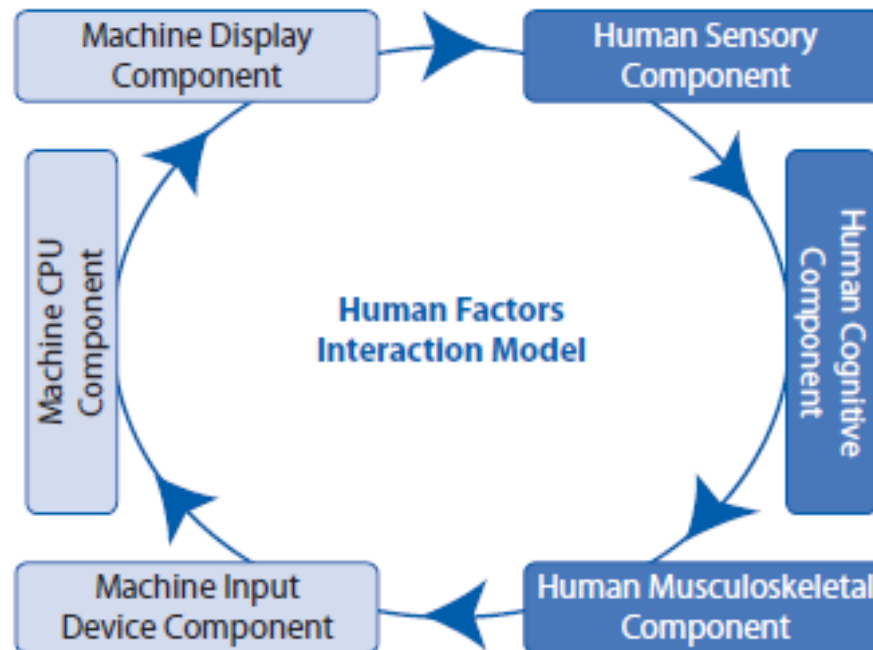 Machine Display
Component
Human Sensory
Component
Human Cognitive
Component
Human Musculoskeletal
Component
Machine Input
Device Component
Machine CPU
Component
Human Factors
Interaction Model